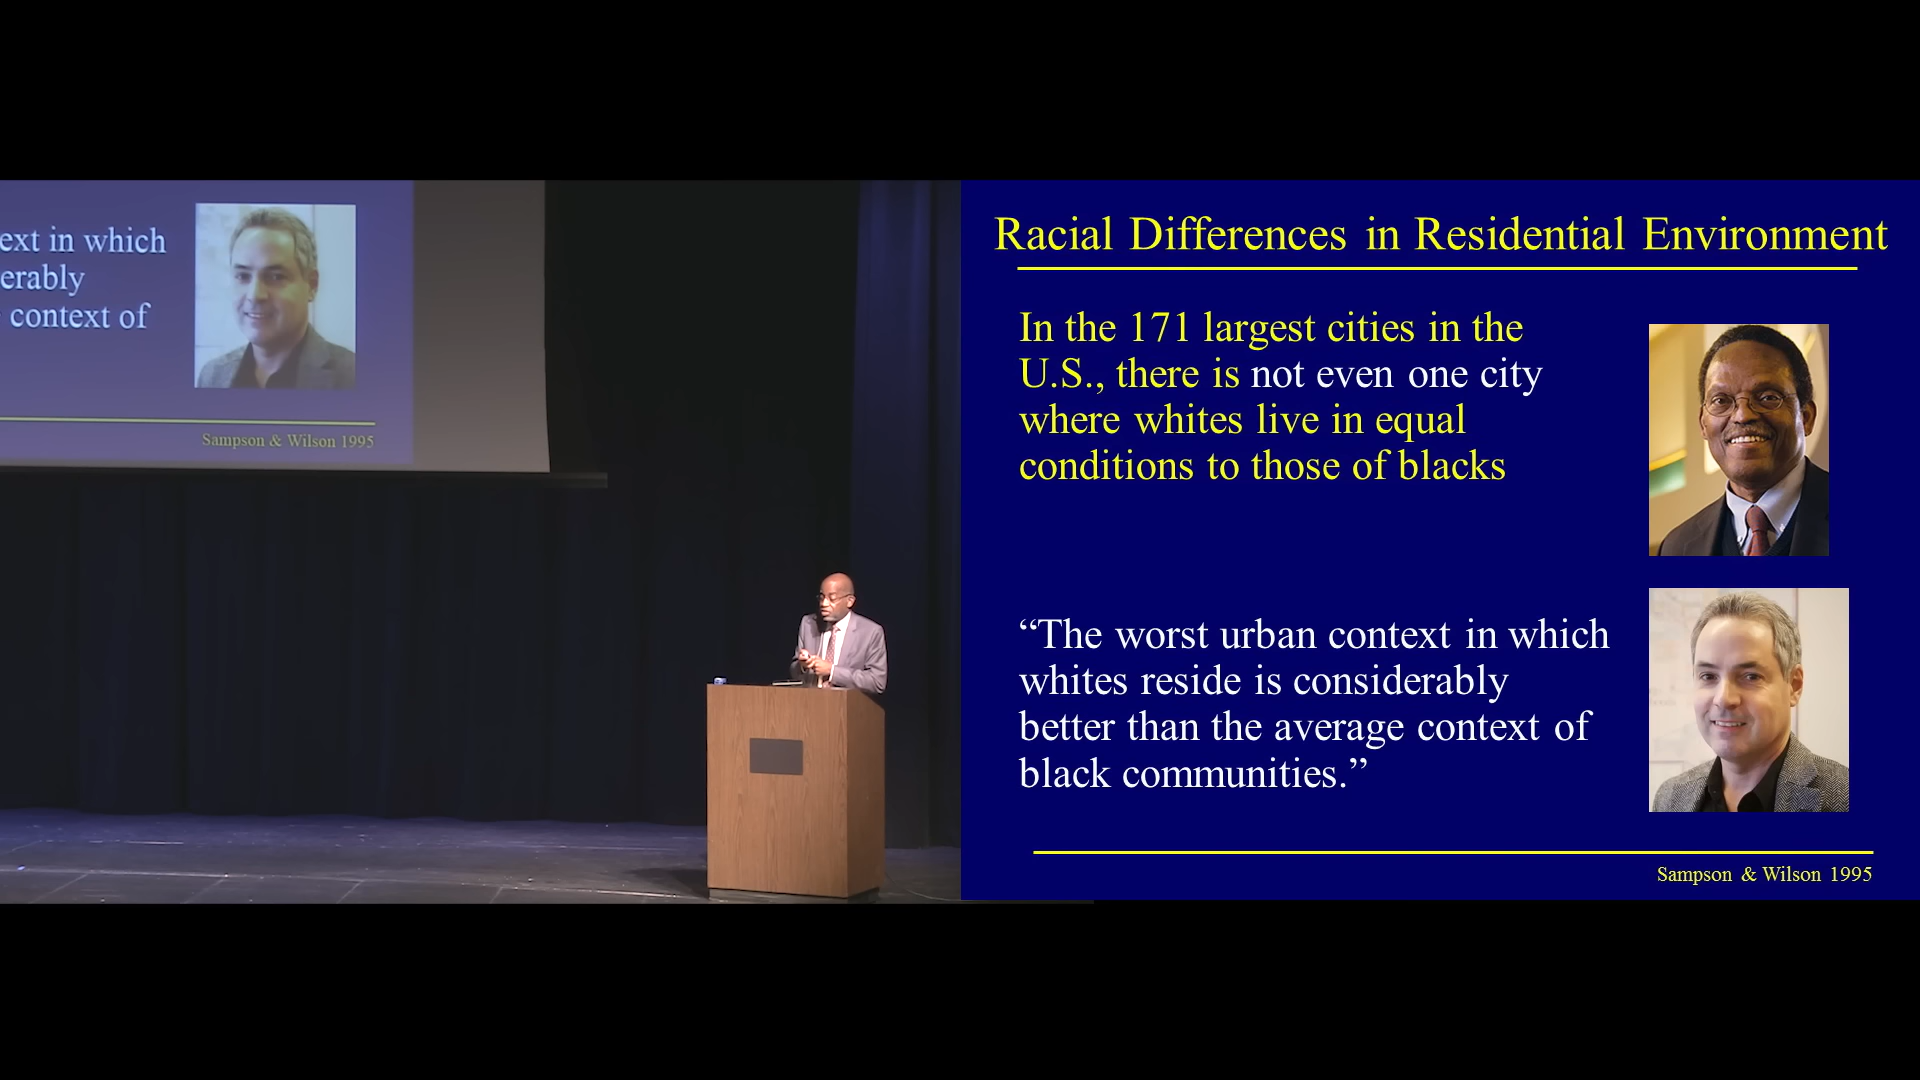 ext in which
erably
context of
Sampson & Wilson 1995
Racial Differences in Residential Environment
In the 171 largest cities in the
U.S., there is not even one city
where whites live in equal
conditions to those of blacks
“The worst urban context in which
whites reside is considerably
better than the average context of
black communities.”
Sampson & Wilson 1995